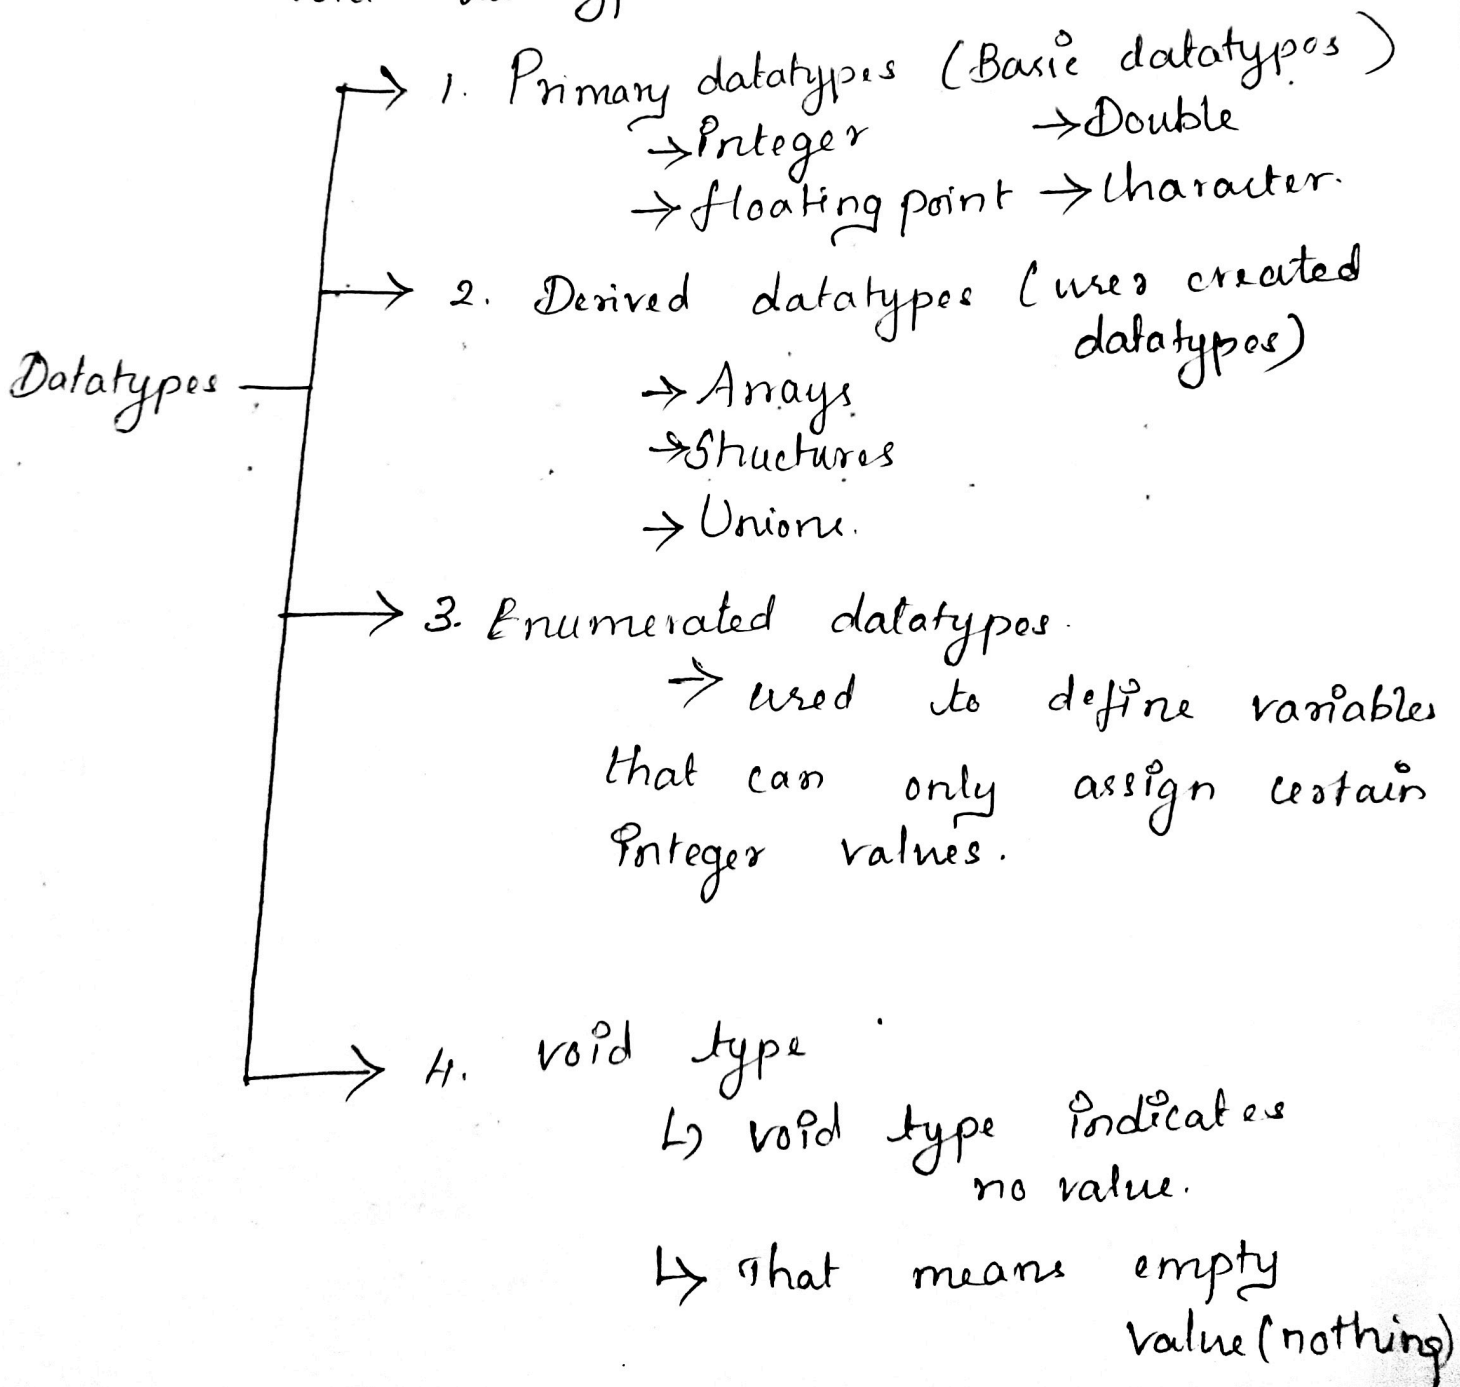 1. Primary datatypes (Basic datatypes)
→ Integer → Double
→ floating point → Character.
2. Derived datatypes (user created
datatypes)
Datatypes
→ Arrays
→ Structures
→ Unions.
3. Enumerated datatypes.
→ used to define variables
that can only assign certain
Integer values.
4. void type
↳ void type indicates
no value.
↳ That means empty
value (nothing)